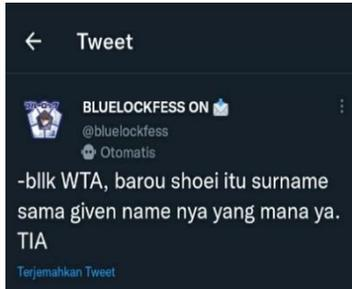 Tweet
BLUELOCKFESS ON
@bluelockfess
Otomatis
-bllk WTA, barou shoei itu surname
sama given name nya yang mana ya.
TIA
Terjemahkan Tweet